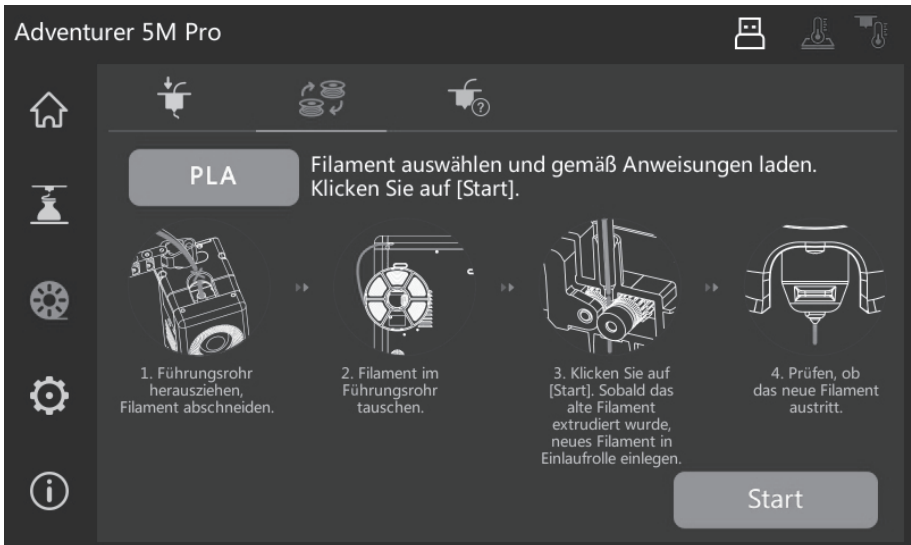 Adventurer 5M Pro
PLA
Filament auswählen und gemäß Anweisungen laden.
Klicken Sie auf [Start].
?
1. Führungsrohr
herausziehen,
Filament abschneiden.
2. Filament im
Führungsrohr
tauschen.
3. Klicken Sie auf
[Start]. Sobald das
alte Filament
extrudiert wurde,
neues Filament in
Einlaufrolle einlegen.
4. Prüfen, ob
das neue Filament
austritt.
Start